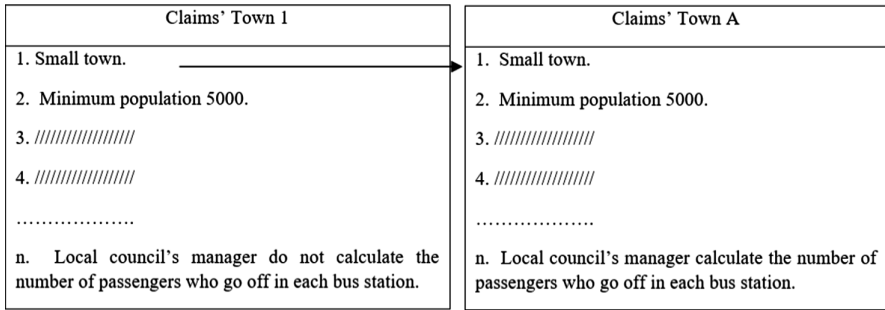 Claims’ Town 1
1. Small town.
2. Minimum population 5000.
3. ///////////////////
4. ///////////////////
………………..
n. Local council’s manager do not calculate the
number of passengers who go off in each bus station.
Claims’ Town A
1. Small town.
2. Minimum population 5000.
3. ///////////////////
4. ///////////////////
………………..
n. Local council’s manager calculate the number of
passengers who go off in each bus station.